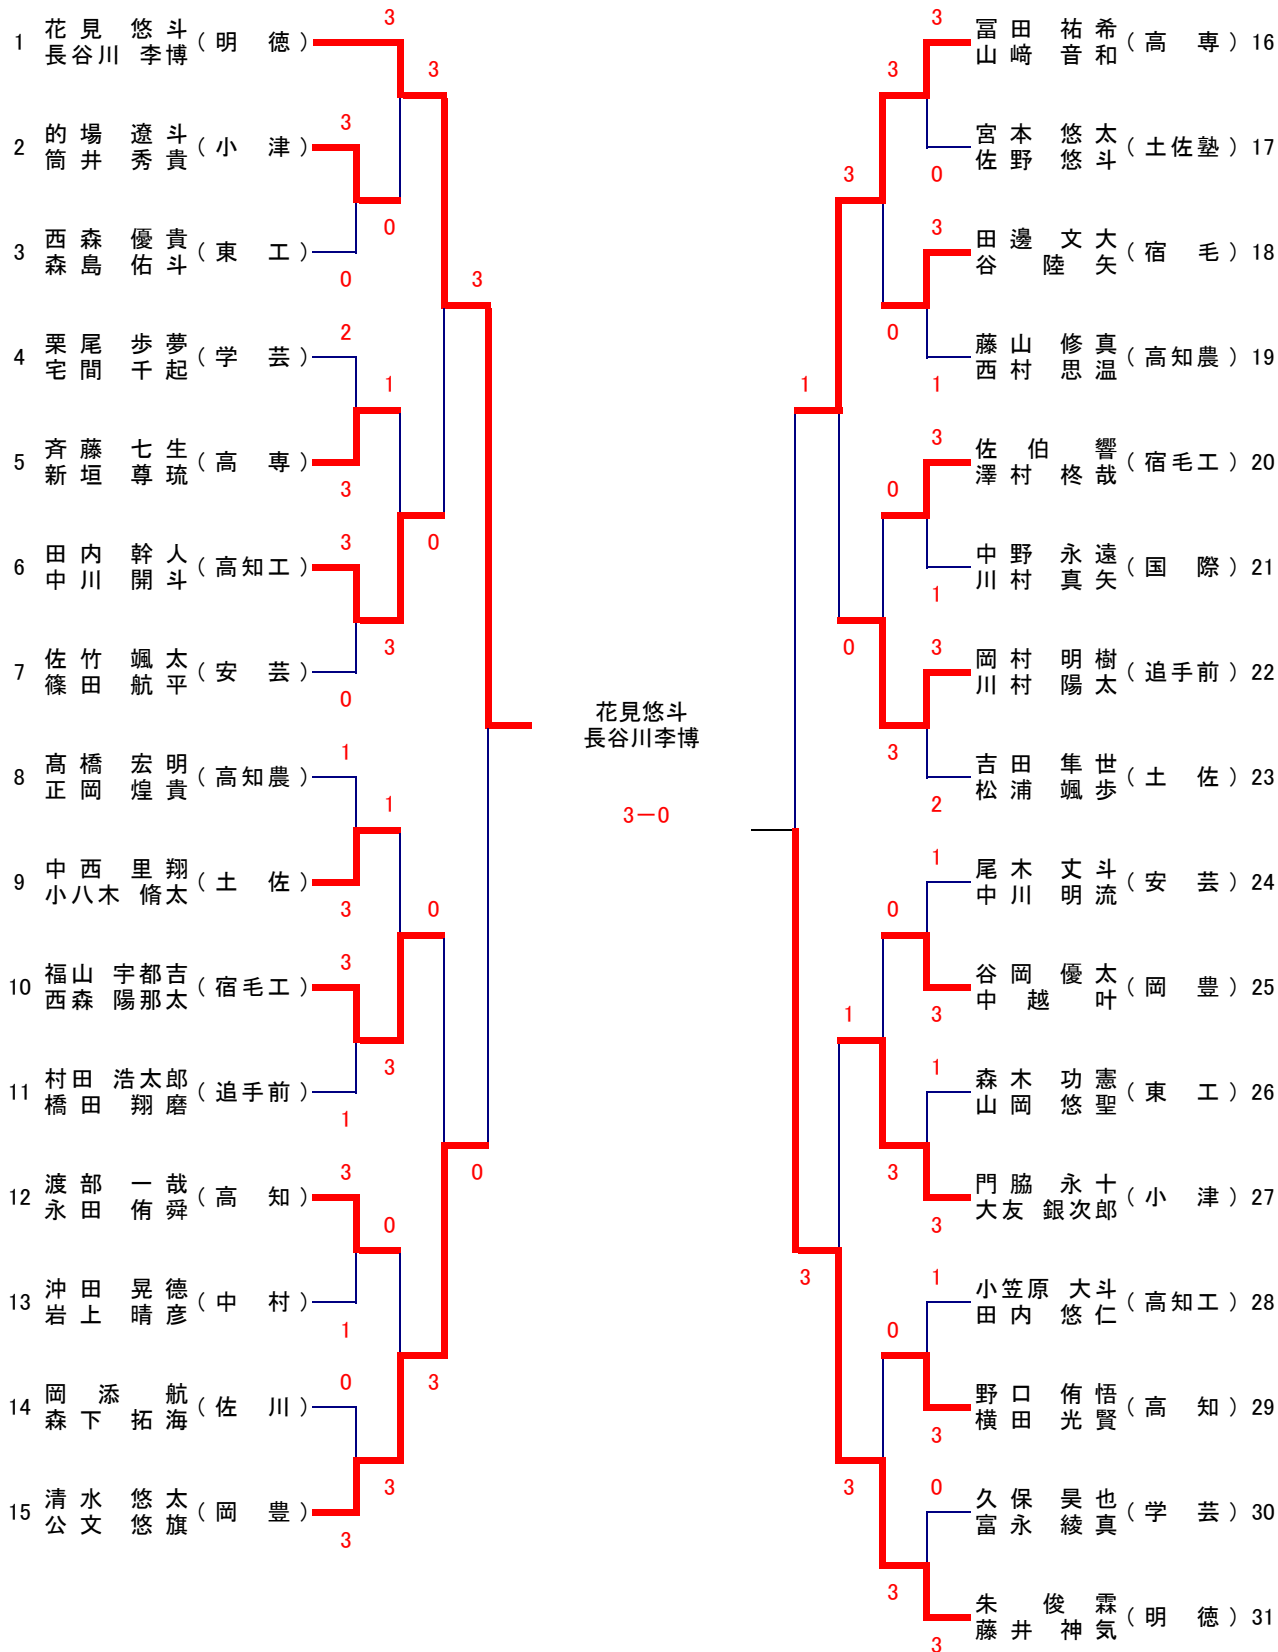 1 花見 悠斗
長谷川 李博 (明徳)
3
3
2 的場 遼斗
筒井 秀貴 (小津)
3
0
3 西森 優貴
森島 佑斗 (東工)
0
3
4 栗尾 歩夢
宅間 千起 (学芸)
2
1
5 斉藤 七生
新垣 尊琉 (高専)
3
0
6 田内 幹人
中川 開斗 (高知工)
3
3
7 佐竹 颯太
篠田 航平 (安芸)
0
8 髙橋 宏明
正岡 煌貴 (高知農)
1
1
9 中西 里翔
小八木 脩太 (土佐)
3
0
10 福山 宇都吉
西森 陽那太 (宿毛工)
3
3
11 村田 浩太郎
橋田 翔磨 (追手前)
1
0
12 渡部 一哉
永田 侑舜 (高知)
3
0
13 沖田 晃德
岩上 晴彦 (中村)
1
3
14 岡添 航
森下 拓海 (佐川)
0
3
15 清水 悠太
公文 悠旗 (岡豊)
3
花見悠斗
長谷川李博
3-0
3
冨田 祐希
山﨑 音和 (高専) 16
3
宮本 悠太
佐野 悠斗 (土佐塾) 17
0
3
3
田邊 文大
谷 陸矢 (宿毛) 18
0
藤山 修真
西村 思温 (高知農) 19
1
1
3
佐伯 響
澤村 柊哉 (宿毛工) 20
0
中野 永遠
川村 真矢 (国際) 21
1
0
3
岡村 明樹
川村 陽太 (追手前) 22
3
吉田 隼世
松浦 颯歩 (土佐) 23
2
1
尾木 丈斗
中川 明流 (安芸) 24
0
谷岡 優太
中越 叶 (岡豊) 25
3
1
1
森木 功憲
山岡 悠聖 (東工) 26
3
門脇 永十
大友 銀次郎 (小津) 27
3
3
1
小笠原 大斗
田内 悠仁 (高知工) 28
0
野口 侑悟
横田 光賢 (高知) 29
3
3
0
久保 昊也
富永 綾真 (学芸) 30
3
朱 俊霖
藤井 神気 (明徳) 31
3